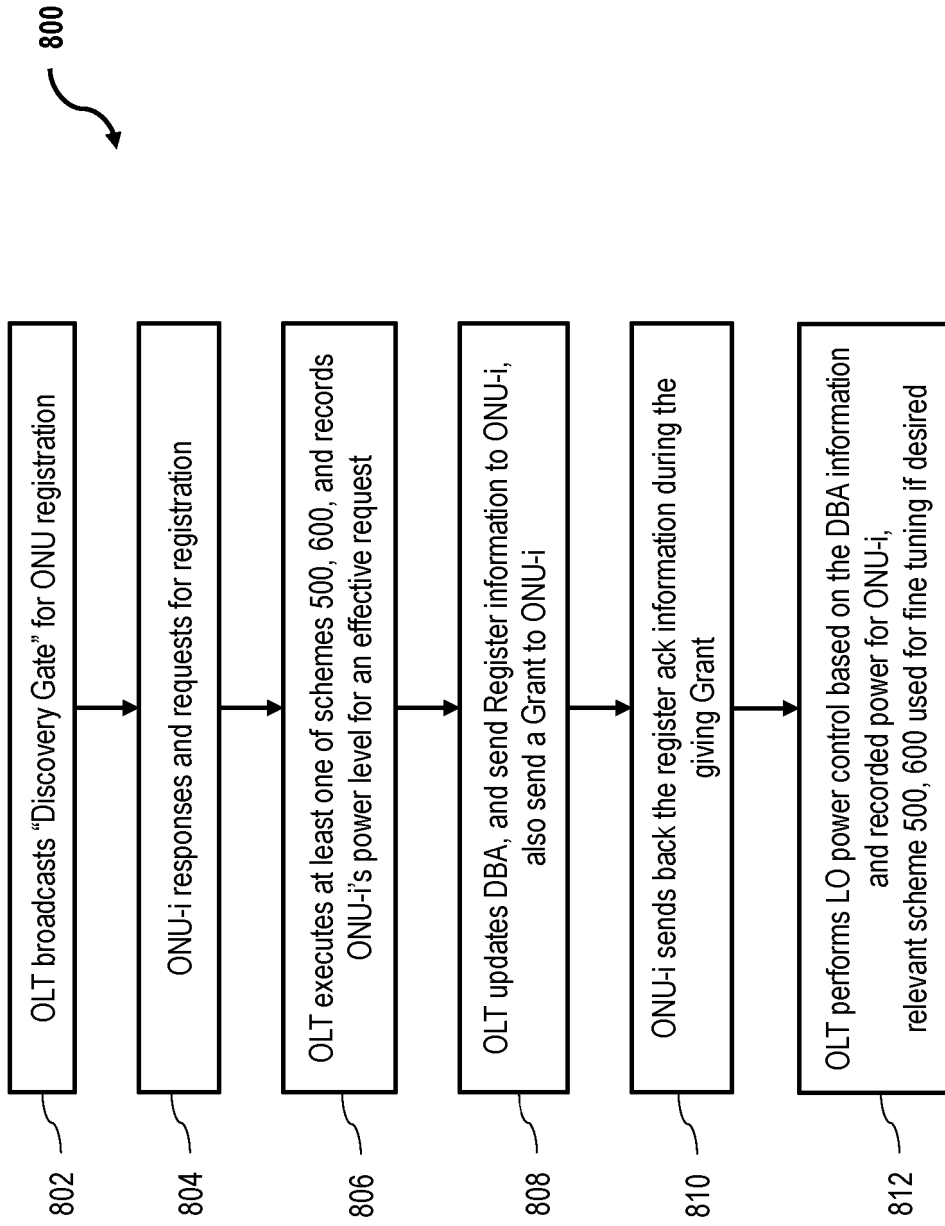 800
802
OLT broadcasts “Discovery Gate” for ONU registration
804
ONU-i responses and requests for registration
806
OLT executes at least one of schemes 500, 600, and records
ONU-i’s power level for an effective request
808
OLT updates DBA, and send Register information to ONU-i,
also send a Grant to ONU-i
810
ONU-i sends back the register ack information during the
giving Grant
812
OLT performs LO power control based on the DBA information
and recorded power for ONU-i,
relevant scheme 500, 600 used for fine tuning if desired